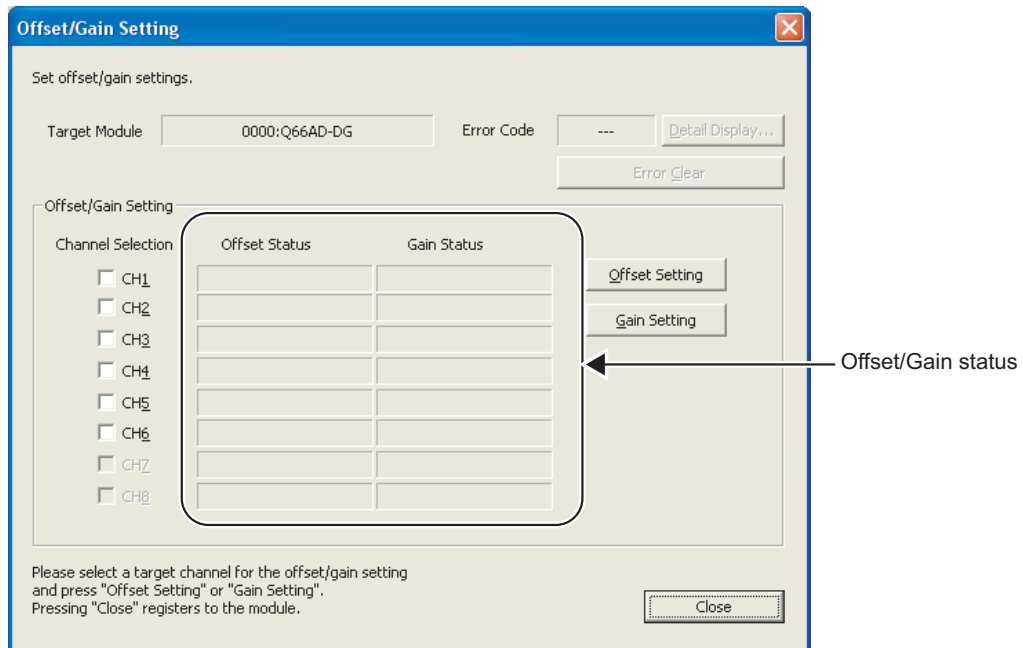 Offset/Gain Setting
Set offset/gain settings.
Target Module 0000:Q66AD-DG Error Code --- Detail Display...
Error Clear
Offset/Gain Setting
Channel Selection Offset Status Gain Status
CH1 Offset Setting
CH2
Gain Setting
CH3
CH4
Offset/Gain status
CH5
CH6
CH7
CH8
Please select a target channel for the offset/gain setting
and press "Offset Setting" or "Gain Setting".
Pressing "Close" registers to the module.
Close